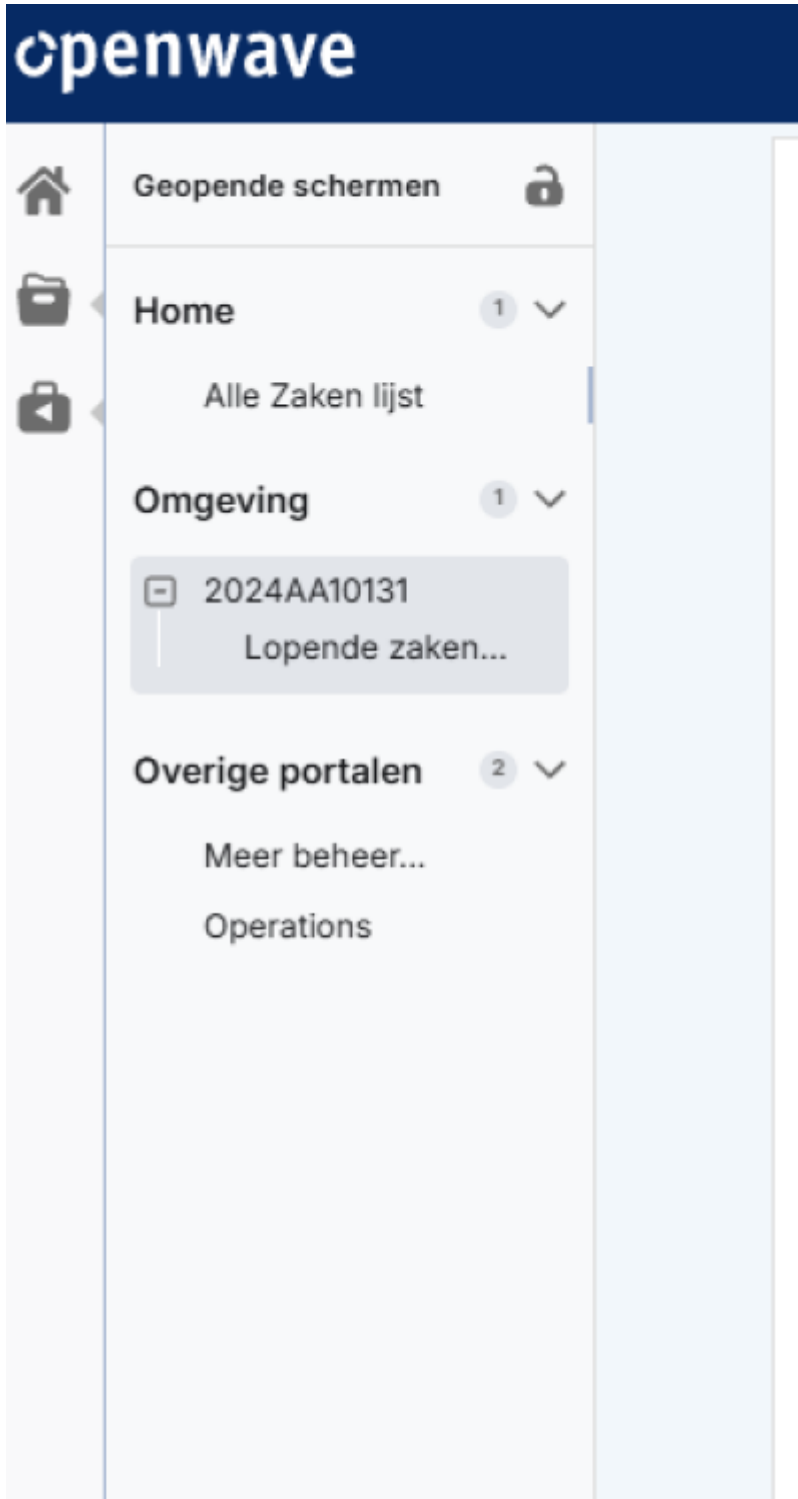 openwave
Geopende schermen
Home 1
Alle Zaken lijst
Omgeving 1
2024AA10131
Lopende zaken...
Overige portalen 2
Meer beheer...
Operations